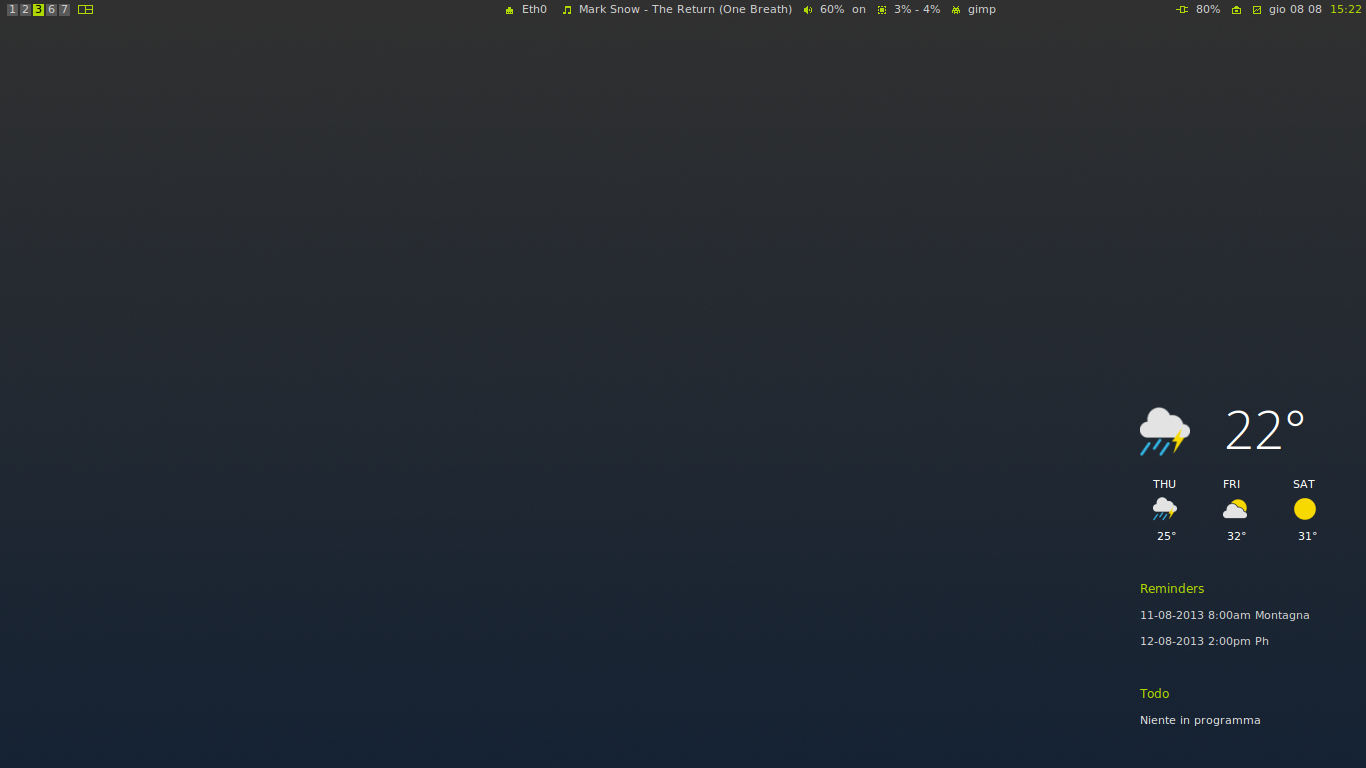 1 2 3 6 7 Eth0 Mark Snow - The Return (One Breath) 60% on 3% - 4% gimp 80% gio 08 08 15:22
22°
THU FRI SAT
25° 32° 31°
Reminders
11-08-2013 8:00am Montagna
12-08-2013 2:00pm Ph
Todo
Niente in programma